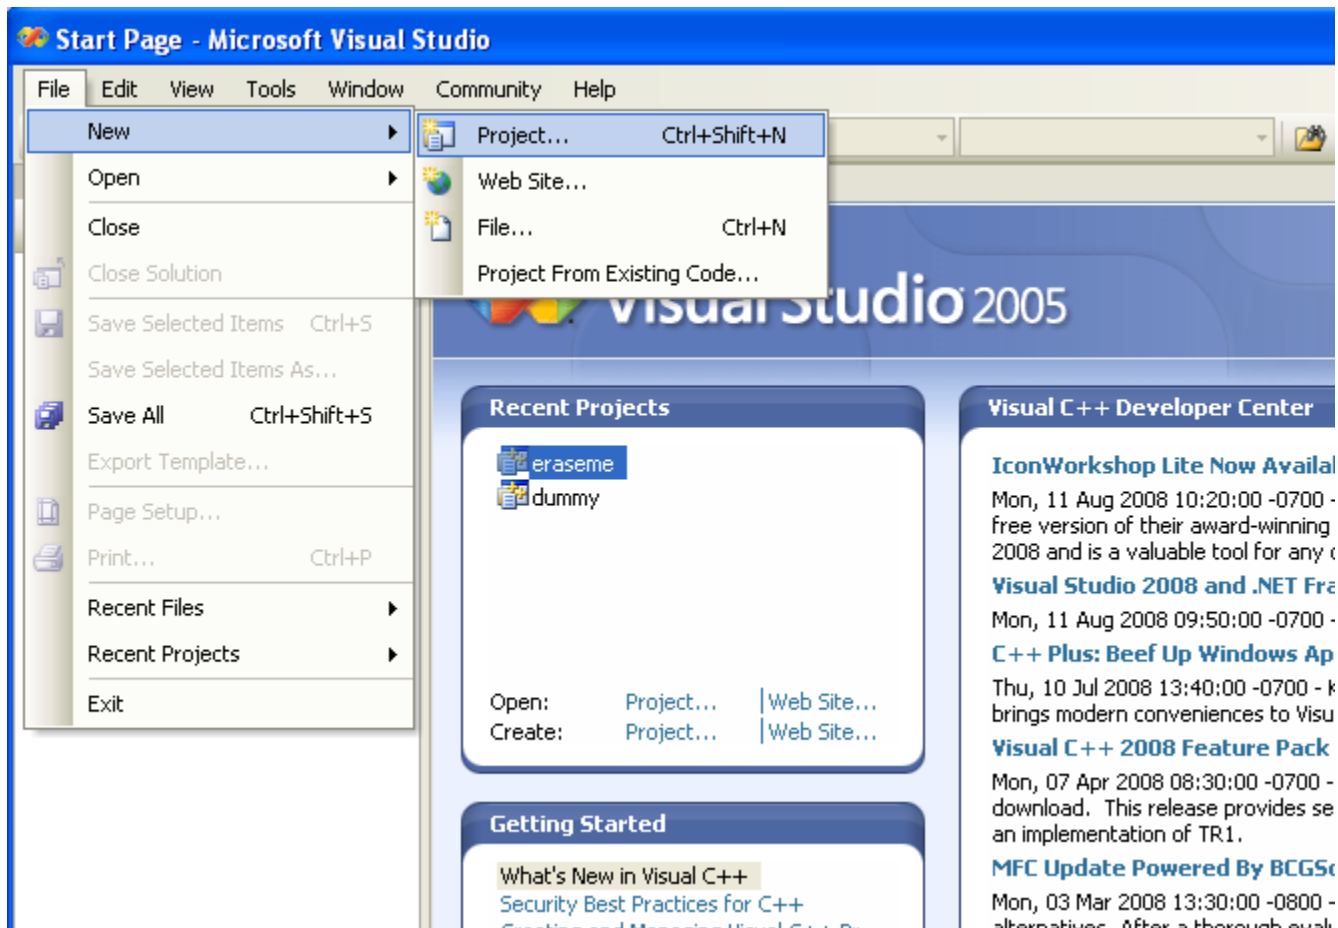 Start Page - Microsoft Visual Studio
File Edit View Tools Window Community Help
New
Open
Close
Close Solution
Save Selected Items Ctrl+S
Save Selected Items As...
Save All Ctrl+Shift+S
Export Template...
Page Setup...
Print... Ctrl+P
Recent Files
Recent Projects
Exit
Project... Ctrl+Shift+N
Web Site...
File... Ctrl+N
Project From Existing Code...
Visual Studio 2005
Recent Projects
eraseme
dummy
Open: Project... | Web Site...
Create: Project... | Web Site...
Getting Started
What's New in Visual C++
Security Best Practices for C++
Creating and Managing Visual C++
Visual C++ Developer Center
IconWorkshop Lite Now
Mon, 11 Aug 2008 10:20:00 -0700 -
free version of their award-winning
2008 and is a valuable tool for any
Visual Studio 2008 and .NET
Mon, 11 Aug 2008 09:50:00 -0700 -
C++ Plus: Beef Up Windows
Thu, 10 Jul 2008 13:40:00 -0700 -
brings modern conveniences to
Visual C++ 2008 Feature Pack
Mon, 07 Apr 2008 08:30:00 -0700 -
download. This release provides
an implementation of TR1.
MFC Update Powered By
Mon, 03 Mar 2008 13:30:00 -0800 -
alternatives. After a thorough